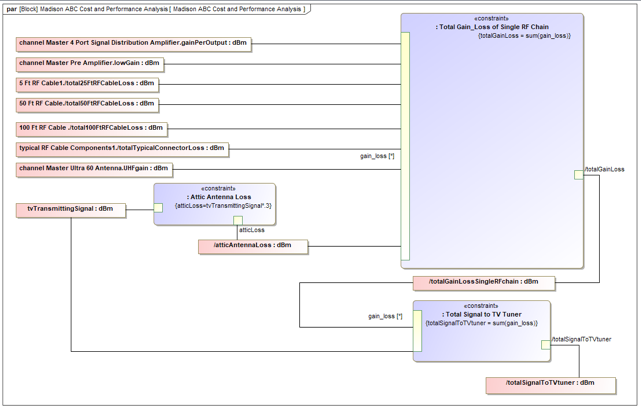 par [Block] Madison ABC Cost and Performance Analysis [ Madison ABC Cost and Performance Analysis ]
«constraint»
: Total Gain_Loss of Single RF Chain
{totalGainLoss = sum(gain_loss)}
channel Master 4 Port Signal Distribution Amplifier.gainPerOutput : dBm
channel Master Pre Amplifier.lowGain : dBm
5 Ft RF Cable1./total25FtRFCableLoss : dBm
50 Ft RF Cable./total50FtRFCableLoss : dBm
100 Ft RF Cable ./total100FtRFCableLoss : dBm
typical RF Cable Components1./totalTypicalConnectorLoss : dBm
gain_loss [*]
channel Master Ultra 60 Antenna.UHFgain : dBm
/totalGainLoss
«constraint»
: Attic Antenna Loss
{atticLoss=tvTransmittingSignal*.3}
tvTransmittingSignal : dBm
atticLoss
/atticAntennaLoss : dBm
/totalGainLossSingleRFchain : dBm
«constraint»
: Total Signal to TV Tuner
{totalSignalToTVtuner = sum(gain_loss)}
gain_loss [*]
/totalSignalToTVtuner
/totalSignalToTVtuner : dBm